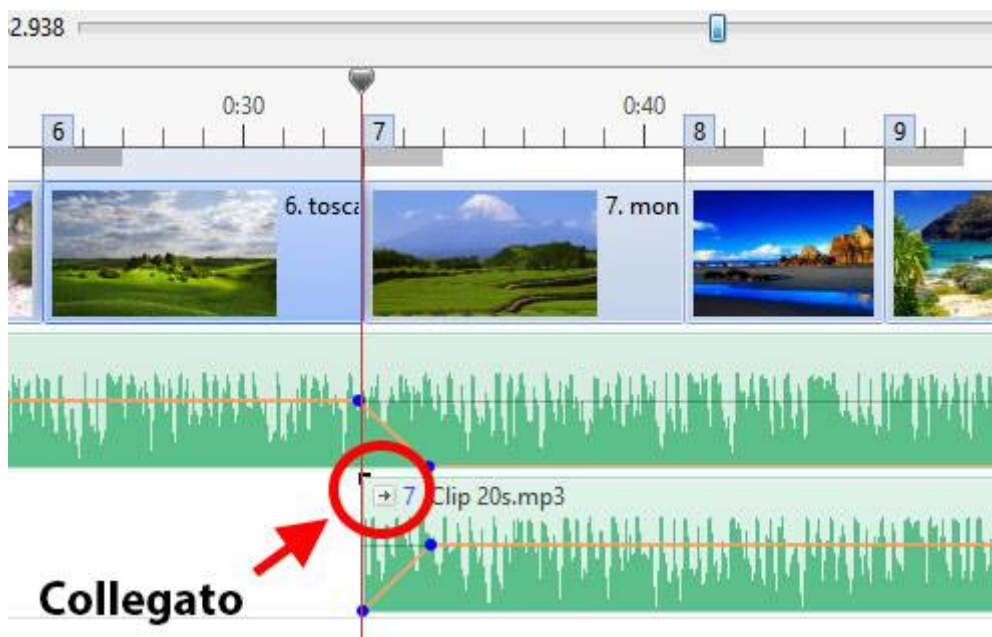 2.938
0:30 0:40
6 7 8 9
6. tosca
7. mon
7 Clip 20s.mp3
Collegato